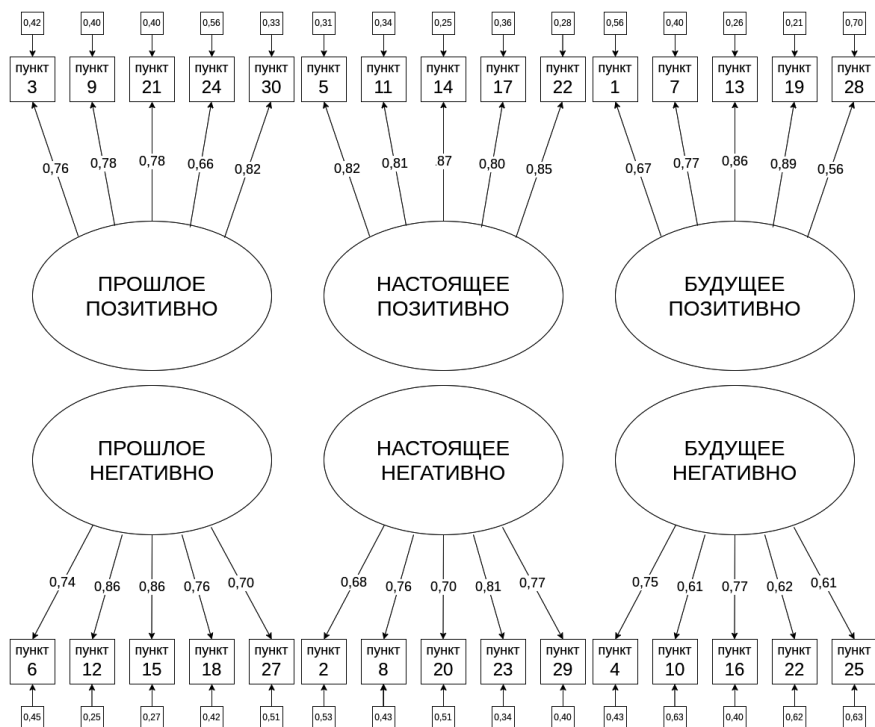 0,42 0,40 0,40 0,56 0,33 0,31 0,34 0,25 0,36 0,28 0,56 0,40 0,26 0,21 0,70
пункт пункт пункт пункт пункт пункт пункт пункт пункт пункт пункт пункт пункт пункт пункт
3 9 21 24 30 5 11 14 17 22 1 7 13 19 28
0,76 0,78 0,78 0,66 0,82 0,82 0,81 87 0,80 0,85 0,67 0,77 0,86 0,89 0,56
ПРОШЛОЕ НАСТОЯЩЕЕ БУДУЩЕЕ
ПОЗИТИВНО ПОЗИТИВНО ПОЗИТИВНО
ПРОШЛОЕ НАСТОЯЩЕЕ БУДУЩЕЕ
НЕГАТИВНО НЕГАТИВНО НЕГАТИВНО
0,74 0,86 0,86 0,76 0,70 0,68 0,76 0,70 0,81 0,77 0,75 0,61 0,77 0,62 0,61
пункт пункт пункт пункт пункт пункт пункт пункт пункт пункт пункт пункт пункт пункт пункт
6 12 15 18 27 2 8 20 23 29 4 10 16 22 25
0,45 0,25 0,27 0,42 0,51 0,53 0,43 0,51 0,34 0,40 0,43 0,63 0,40 0,62 0,63